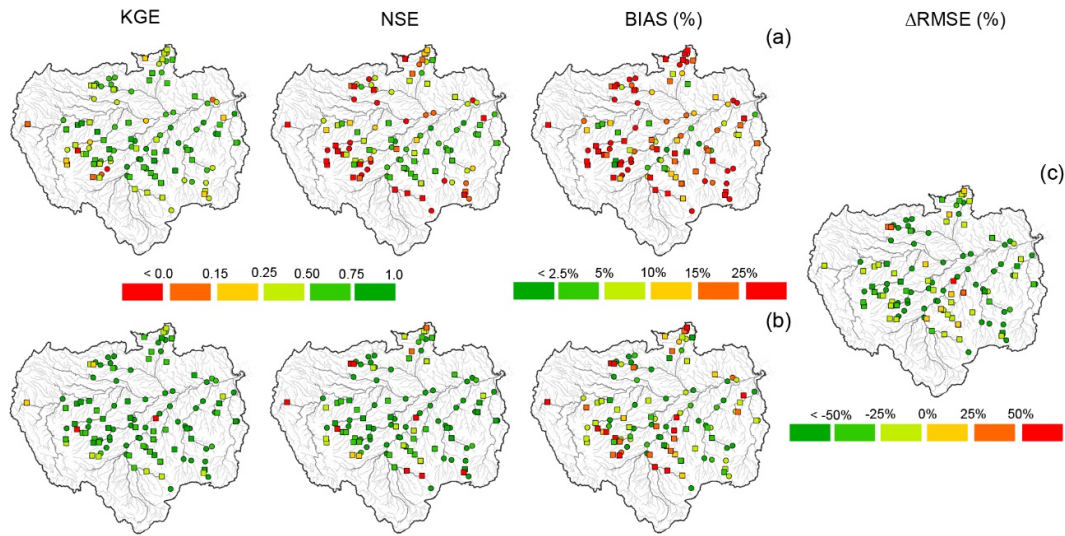 KGE NSE BIAS (%) ΔRMSE (%)
(a)
(c)
< 0.0 0.15 0.25 0.50 0.75 1.0
< 2.5% 5% 10% 15% 25%
(b)
< -50% -25% 0% 25% 50%